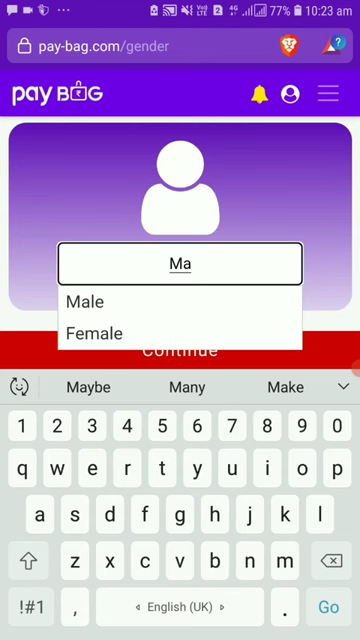 77% 10:23 am
pay-bag.com/gender
pay BAG
Ma
Male
Female
Continue
Maybe Many Make
1 2 3 4 5 6 7 8 9 0
q w e r t y u i o p
a s d f g h j k l
z x c v b n m
!#1 , English (UK) . Go